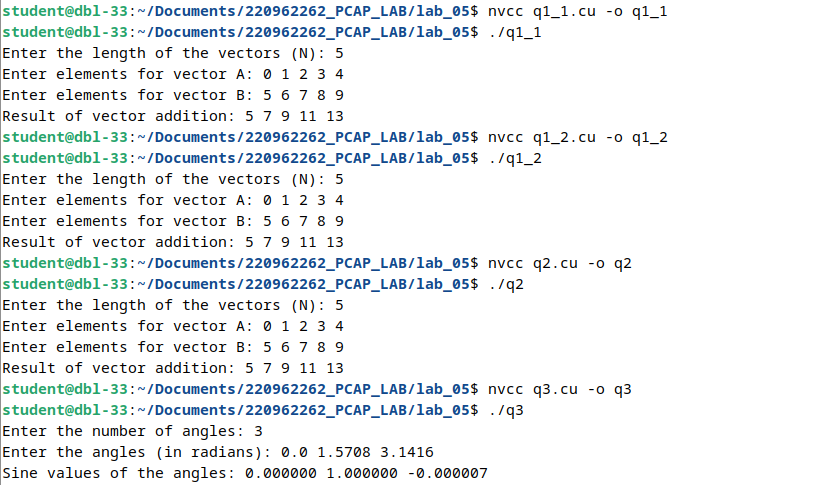 student@dbl-33:~/Documents/220962262_PCAP_LAB/lab_05$ nvcc q1_1.cu -o q1_1
student@dbl-33:~/Documents/220962262_PCAP_LAB/lab_05$ ./q1_1
Enter the length of the vectors (N): 5
Enter elements for vector A: 0 1 2 3 4
Enter elements for vector B: 5 6 7 8 9
Result of vector addition: 5 7 9 11 13
student@dbl-33:~/Documents/220962262_PCAP_LAB/lab_05$ nvcc q1_2.cu -o q1_2
student@dbl-33:~/Documents/220962262_PCAP_LAB/lab_05$ ./q1_2
Enter the length of the vectors (N): 5
Enter elements for vector A: 0 1 2 3 4
Enter elements for vector B: 5 6 7 8 9
Result of vector addition: 5 7 9 11 13
student@dbl-33:~/Documents/220962262_PCAP_LAB/lab_05$ nvcc q2.cu -o q2
student@dbl-33:~/Documents/220962262_PCAP_LAB/lab_05$ ./q2
Enter the length of the vectors (N): 5
Enter elements for vector A: 0 1 2 3 4
Enter elements for vector B: 5 6 7 8 9
Result of vector addition: 5 7 9 11 13
student@dbl-33:~/Documents/220962262_PCAP_LAB/lab_05$ nvcc q3.cu -o q3
student@dbl-33:~/Documents/220962262_PCAP_LAB/lab_05$ ./q3
Enter the number of angles: 3
Enter the angles (in radians): 0.0 1.5708 3.1416
Sine values of the angles: 0.000000 1.000000 -0.000007